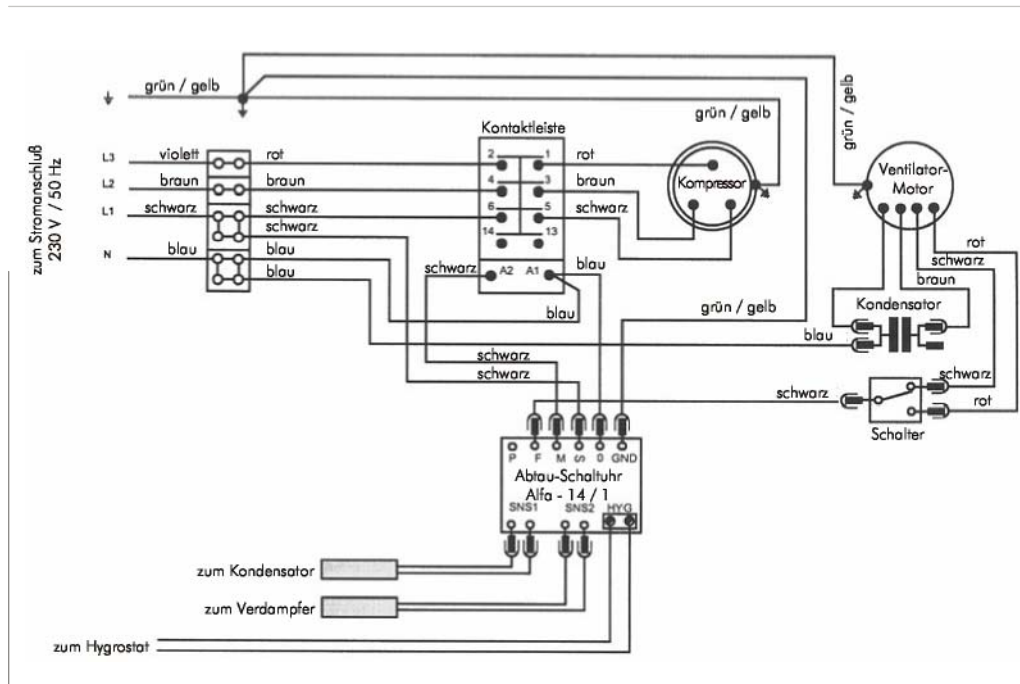 grün / gelb
grün / gelb
grün / gelb
Kontaktleiste
zum Stromanschluß
230 V / 50 Hz
L3
violett
rot
2
1
rot
L2
braun
braun
4
3
braun
L1
schwarz
schwarz
6
5
schwarz
schwarz
14
13
N
blau
blau
blau
schwarz
A2
A1
blau
blau
Kompressor
Ventilator-
Motor
rot
schwarz
braun
Kondensator
grün / gelb
blau
schwarz
schwarz
schwarz
schwarz
rot
Schalter
P
F
M
S
0
GND
Abtau-Schaltuhr
Alfa - 14 / 1
SNS1
SNS2
HYG
zum Kondensator
zum Verdampfer
zum Hygrostat